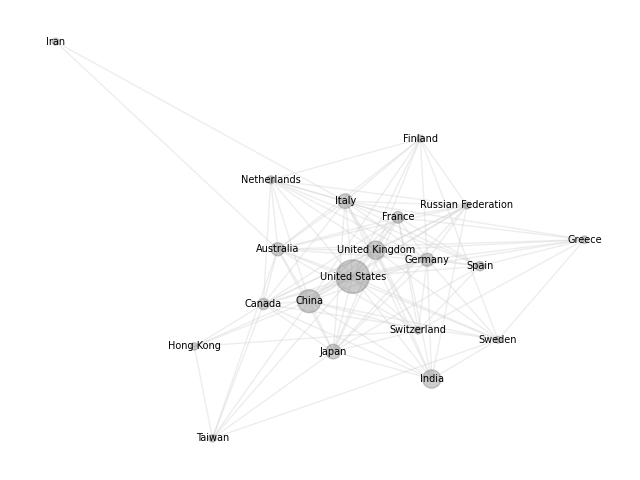 Iran
Finland
Netherlands
Italy
Russian Federation
France
Greece
Australia
United Kingdom
Germany
Spain
United States
China
Canada
Switzerland
Sweden
Hong Kong
Japan
India
Taiwan